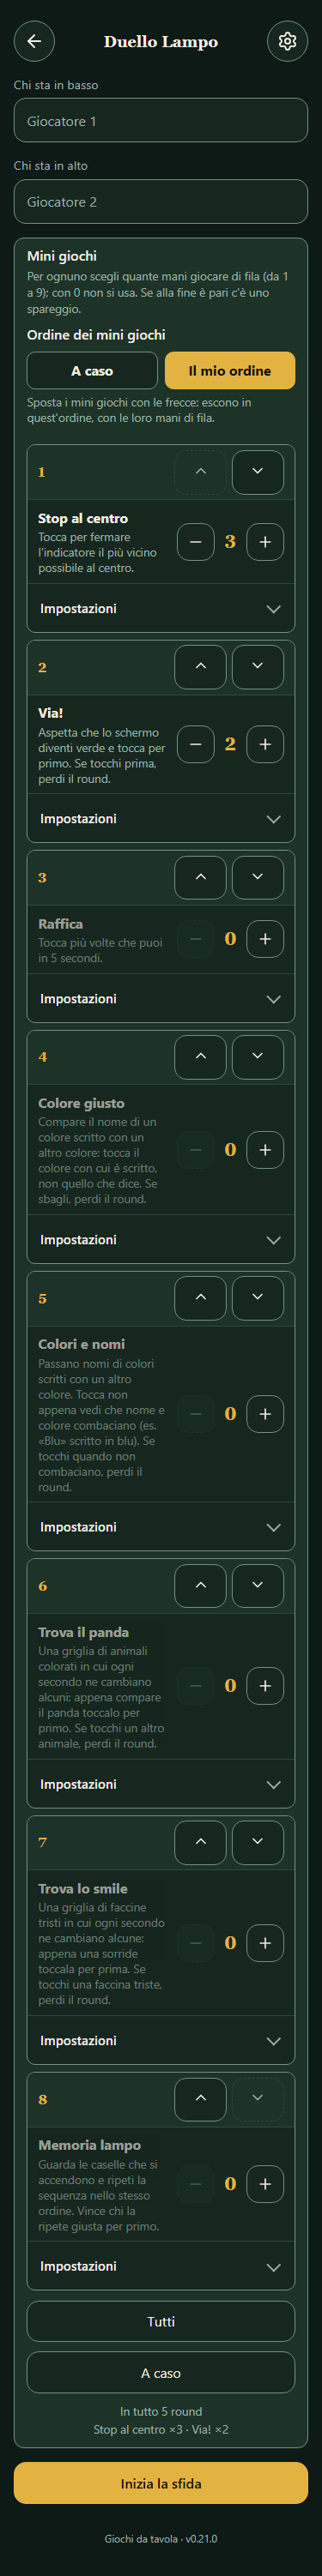 Duello Lampo
Chi sta in basso
Giocatore 1
Chi sta in alto
Giocatore 2
Mini giochi
Per ognuno scegli quante mani giocare di fila (da 1
a 9); con 0 non si usa. Se alla fine è pari c'è uno
spareggio.
Ordine dei mini giochi
A caso
Il mio ordine
Sposta i mini giochi con le frecce: escono in
quest'ordine, con le loro mani di fila.
1
Stop al centro
Tocca per fermare
l'indicatore il più vicino
possibile al centro.
− 3 +
Impostazioni
2
Via!
Aspetta che lo schermo
diventi verde e tocca per
primo. Se tocchi prima,
perdi il round.
− 2 +
Impostazioni
3
Raffica
Tocca più volte che puoi
in 5 secondi.
− 0 +
Impostazioni
4
Colore giusto
Compare il nome di un
colore scritto con un
altro colore: tocca il
colore con cui è scritto,
non quello che dice. Se
sbagli, perdi il round.
− 0 +
Impostazioni
5
Colori e nomi
Passano nomi di colori
scritti con un altro
colore. Tocca non
appena vedi che nome e
colore combaciano (es.
«Blu» scritto in blu). Se
tocchi quando non
combaciano, perdi il
round.
− 0 +
Impostazioni
6
Trova il panda
Una griglia di animali
colorati in cui ogni
secondo ne cambiano
alcuni: appena compare
il panda toccalo per
primo. Se tocchi un altro
animale, perdi il round.
− 0 +
Impostazioni
7
Trova lo smile
Una griglia di faccine
tristi in cui ogni secondo
ne cambiano alcune:
appena una sorride
toccala per prima. Se
tocchi una faccina triste,
perdi il round.
− 0 +
Impostazioni
8
Memoria lampo
Guarda le caselle che si
accendono e ripeti la
sequenza nello stesso
ordine. Vince chi la
ripete giusta per primo.
− 0 +
Impostazioni
Tutti
A caso
In tutto 5 round
Stop al centro ×3 · Via! ×2
Inizia la sfida
Giochi da tavola · v0.21.0